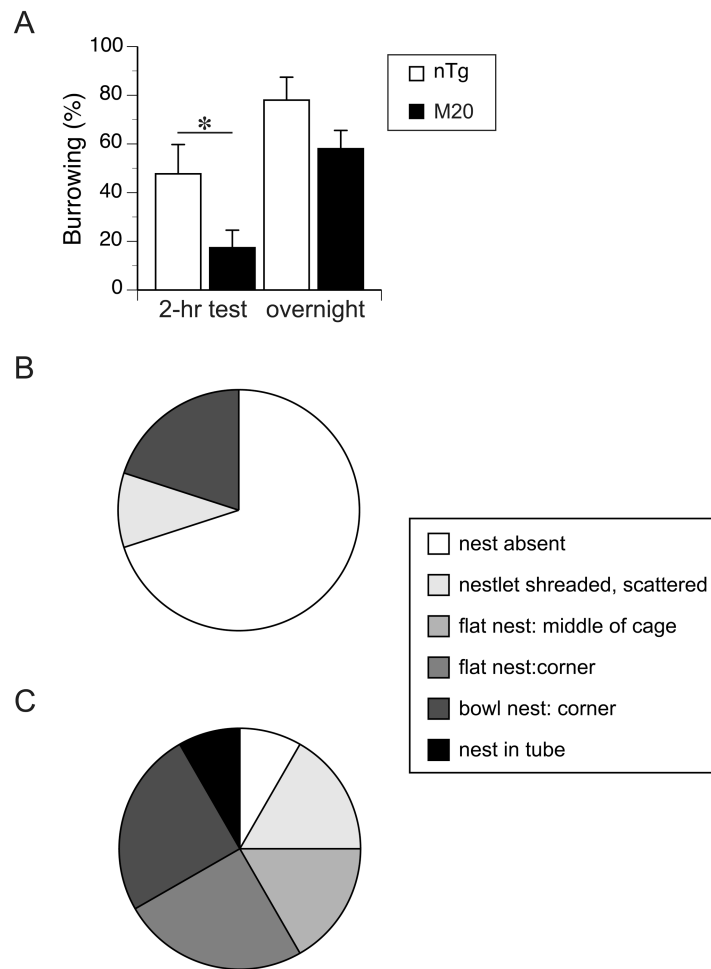 A
100
80
60
40
20
0
Burrowing (%)
*
2-hr test overnight
nTg
M20
B
nest absent
nestlet shreaded, scattered
flat nest: middle of cage
flat nest:corner
bowl nest: corner
nest in tube
C